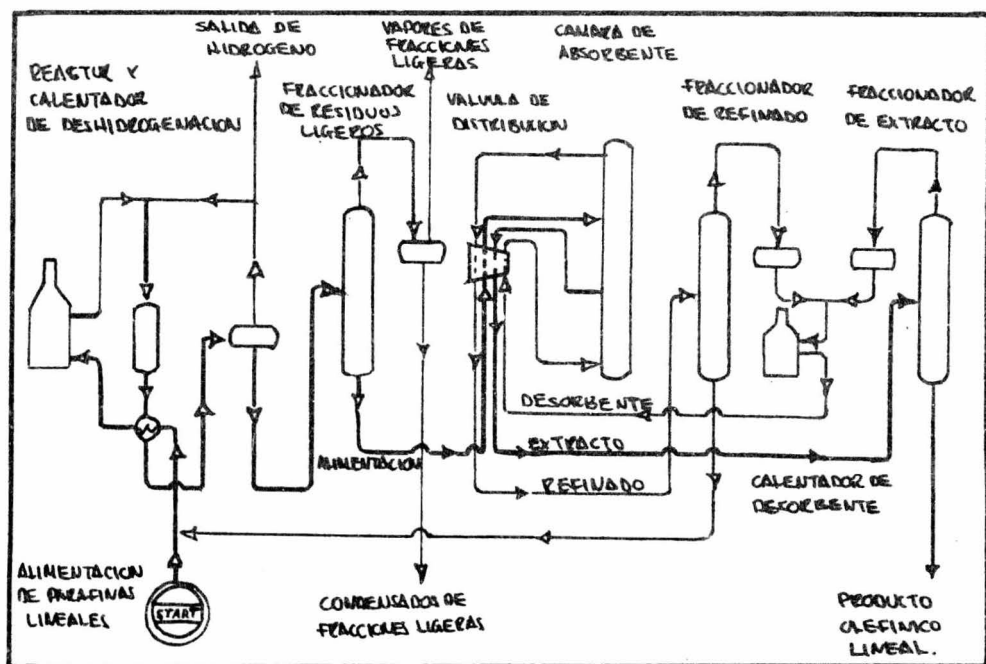 SALIDA DE
HIDROGENO
VAPORES DE
FRACCIONES
LIGERAS
CAMARA DE
ABSORBENTE
REACTOR Y
CALENTADOR
DE DESHIDROGENACION
FRACCIONADOR
DE RESIDUOS
LIGEROS
VALVULA DE
DISTRIBUCION
FRACCIONADOR
DE REFINADO
FRACCIONADOR
DE EXTRACTO
DESORBENTE
EXTRACTO
ALIMENTACION
REFINADO
CALENTADOR DE
DESORBENTE
ALIMENTACION
DE PARAFINAS
LINEALES
START
CONDENSADOS DE
FRACCIONES LIGERAS
PRODUCTO
OLEFINICO
LINEAL.